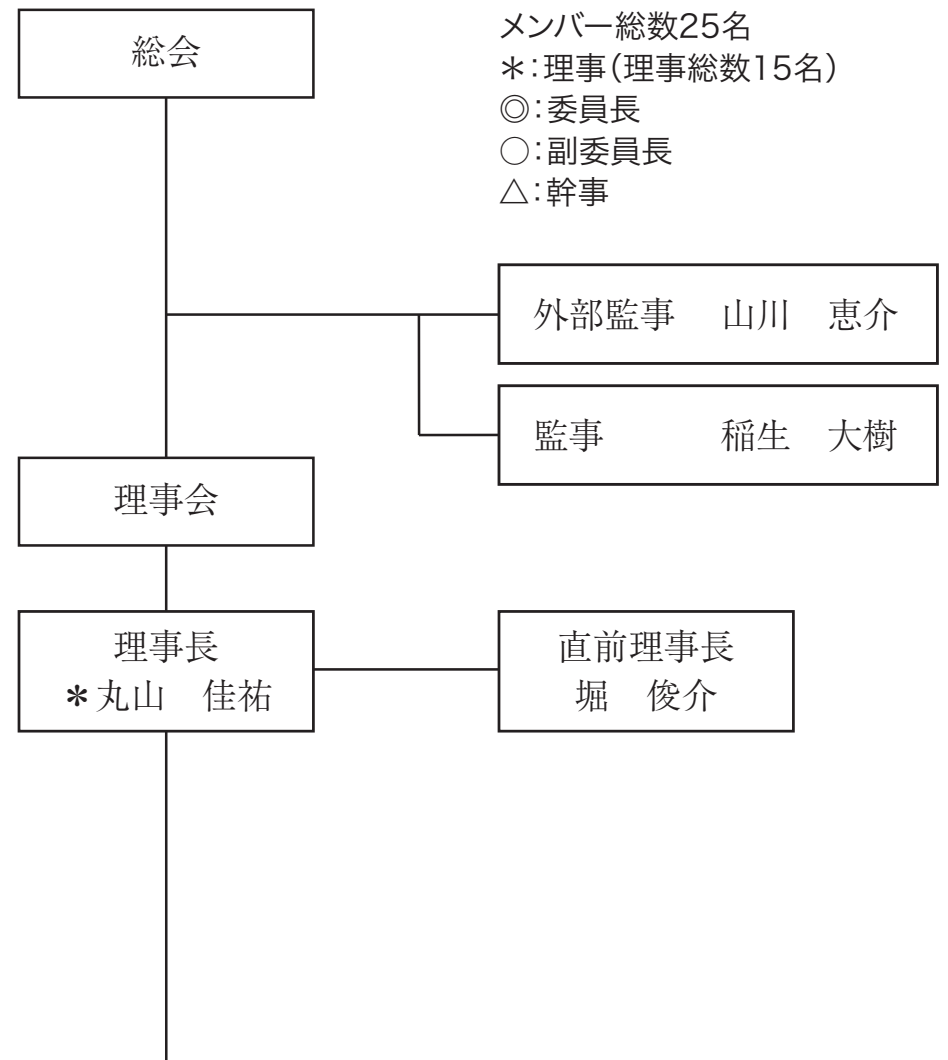 総会
メンバー総数25名
＊：理事（理事総数15名）
◎：委員長
○：副委員長
△：幹事
外部監事　山川　恵介
監事　稲生　大樹
理事会
理事長
＊丸山　佳祐
直前理事長
堀　俊介